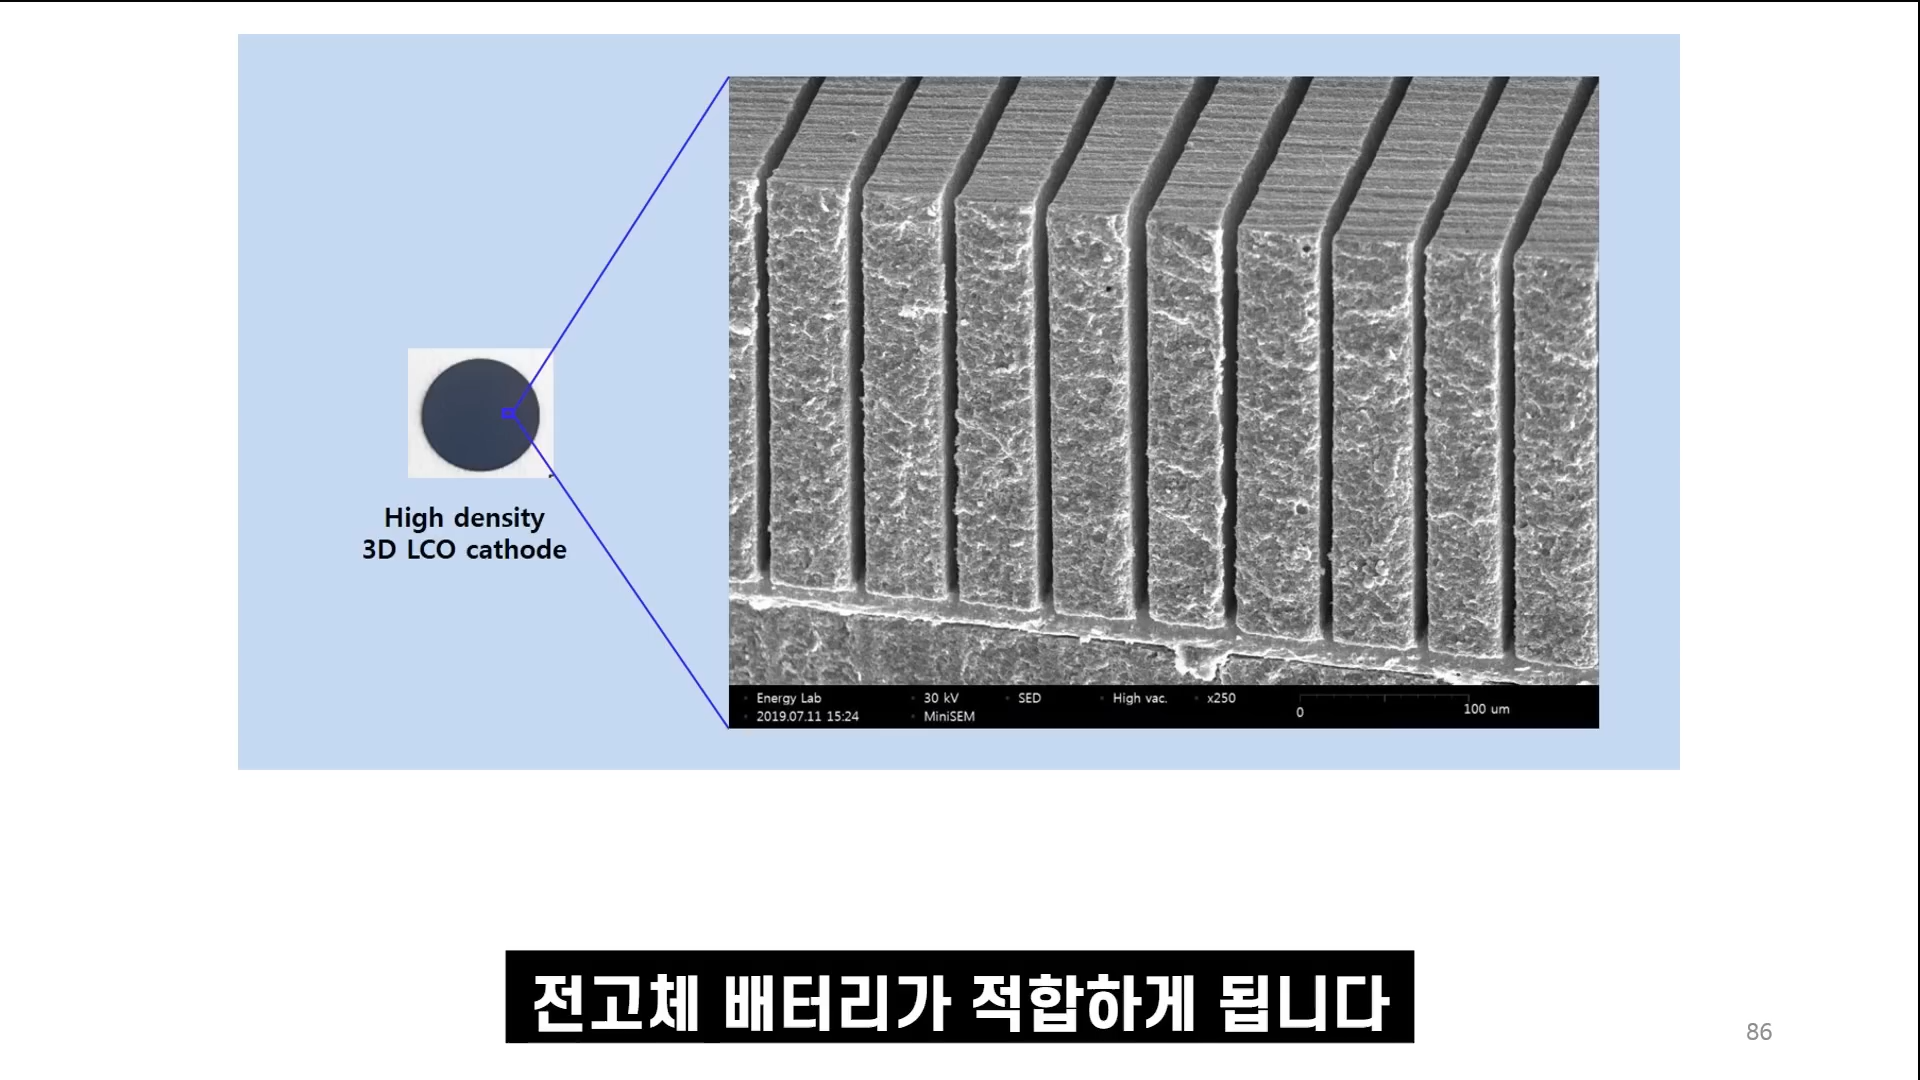 High density
3D LCO cathode
Energy Lab 30 kV SED High vac. x250
2019.07.11 15:24 MiniSEM
0 100 um
전고체 배터리가 적합하게 됩니다
86